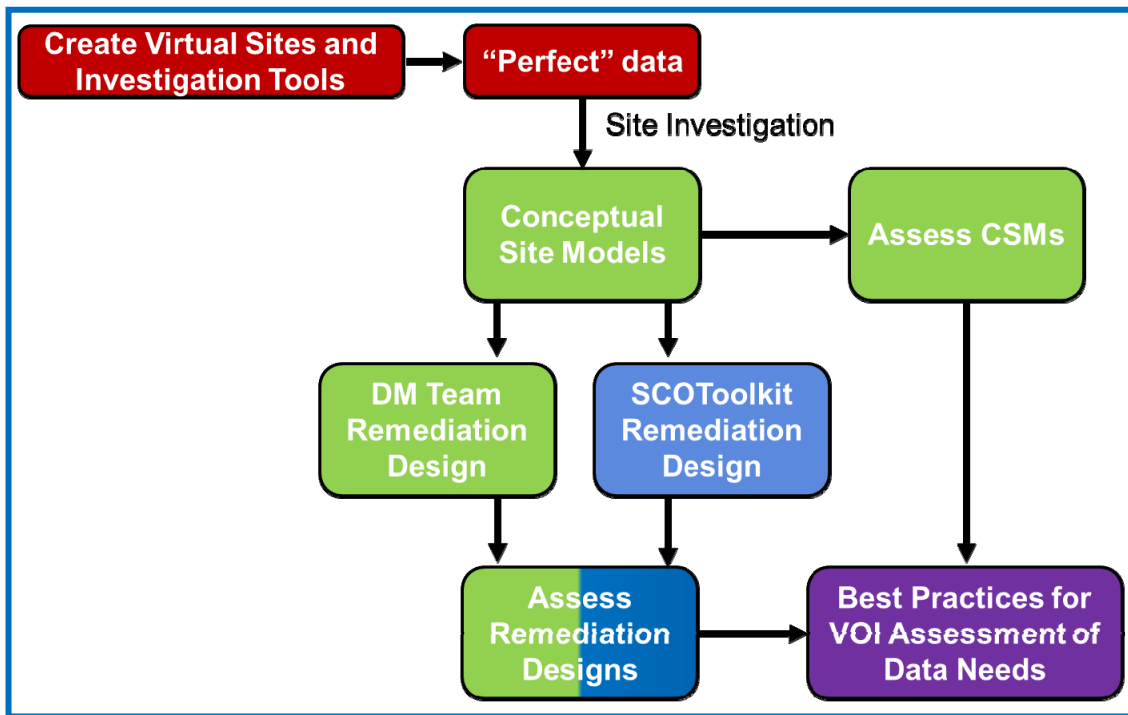 Create Virtual Sites and
Investigation Tools
“Perfect” data
Site Investigation
Conceptual
Site Models
Assess CSMs
DM Team
Remediation
Design
SCOToolkit
Remediation
Design
Assess
Remediation
Designs
Best Practices for
VOI Assessment of
Data Needs